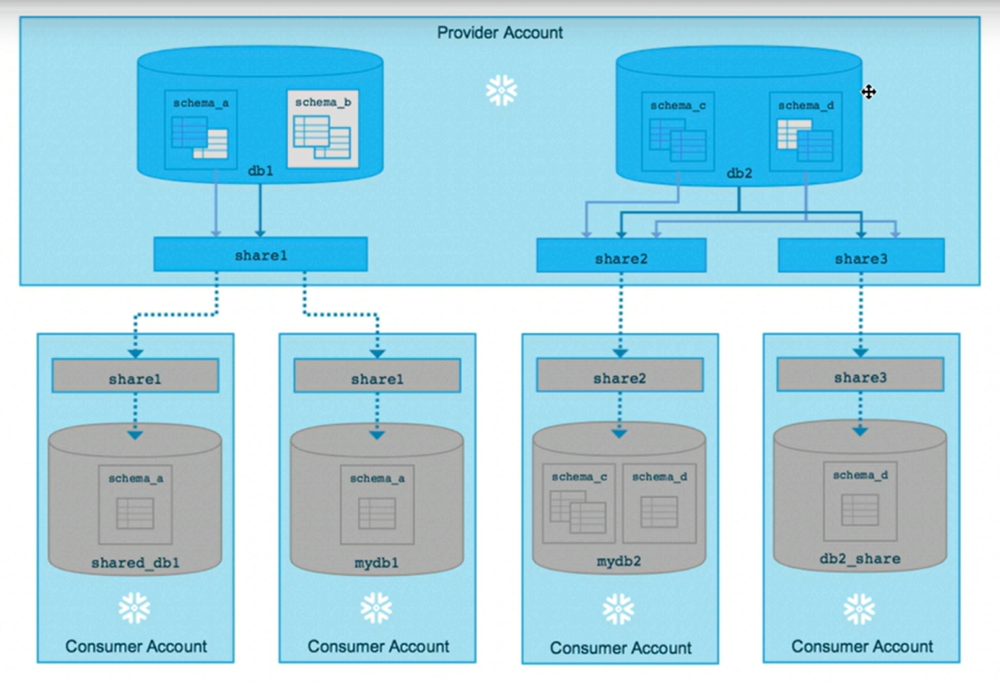 Provider Account
schema_a
schema_b
db1
schema_c
schema_d
db2
share1
share2
share3
share1
share1
share2
share3
schema_a
shared_db1
schema_a
mydb1
schema_c
schema_d
mydb2
schema_d
db2_share
Consumer Account
Consumer Account
Consumer Account
Consumer Account